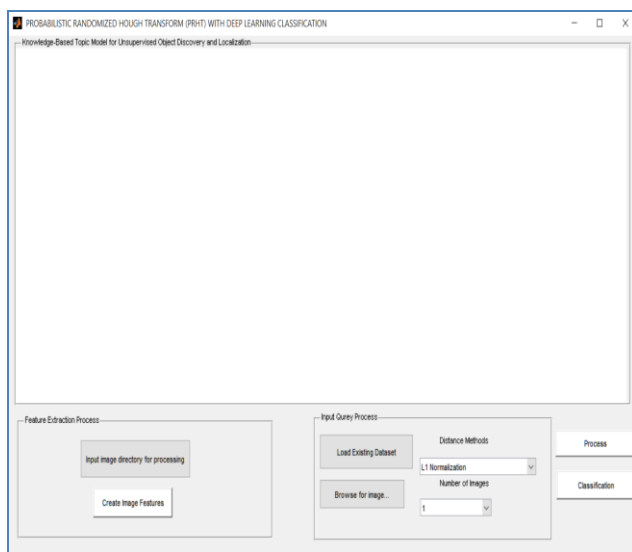 PROBABILISTIC RANDOMIZED HOUGH TRANSFORM (PRHT) WITH DEEP LEARNING CLASSIFICATION
Knowledge-Based Topic Model for Unsupervised Object Discovery and Localization
Feature Extraction Process
Input image directory for processing
Create Image Features
Input Qurey Process
Load Existing Dataset
Browse for image...
Distance Methods
L1 Normalization
Number of Images
1
Process
Classification